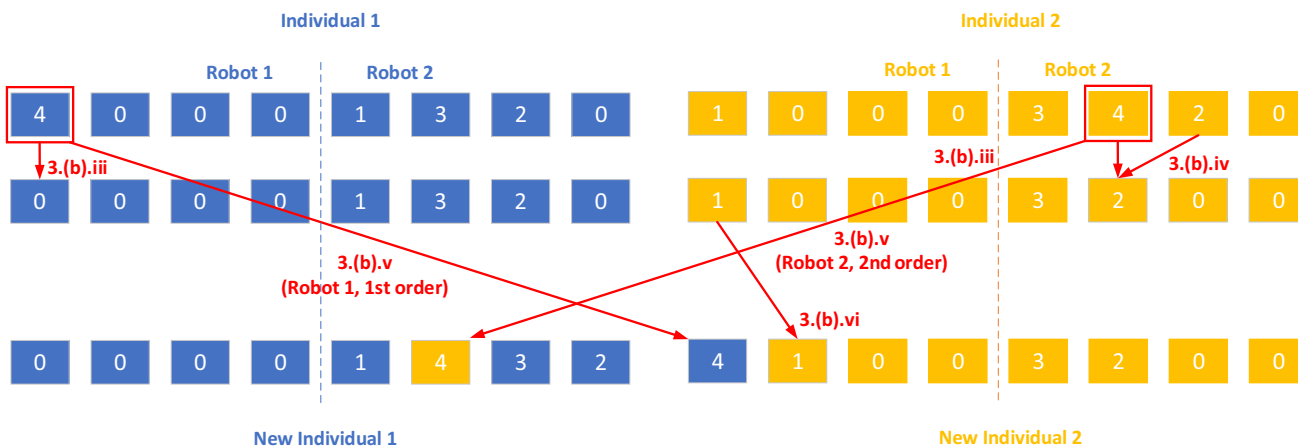 Individual 1 Individual 2
Robot 1 Robot 2 Robot 1 Robot 2
4 0 0 0 1 3 2 0 1 0 0 0 3 4 2 0
3.(b).iii 3.(b).iii 3.(b).iv
0 0 0 0 1 3 2 0 1 0 0 0 3 2 0 0
3.(b).v 3.(b).v
(Robot 1, 1st order) (Robot 2, 2nd order)
3.(b).vi
0 0 0 0 1 4 3 2 4 1 0 0 3 2 0 0
New Individual 1 New Individual 2